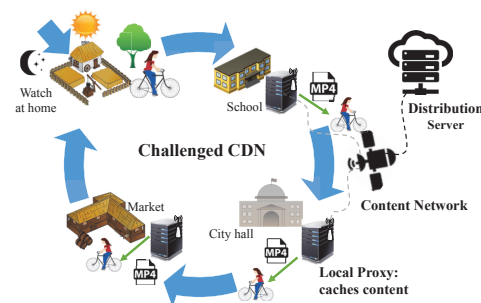 Watch
at home
School
MP4
Distribution
Server
Challenged CDN
Content Network
Market
City hall
MP4
MP4
Local Proxy:
caches content